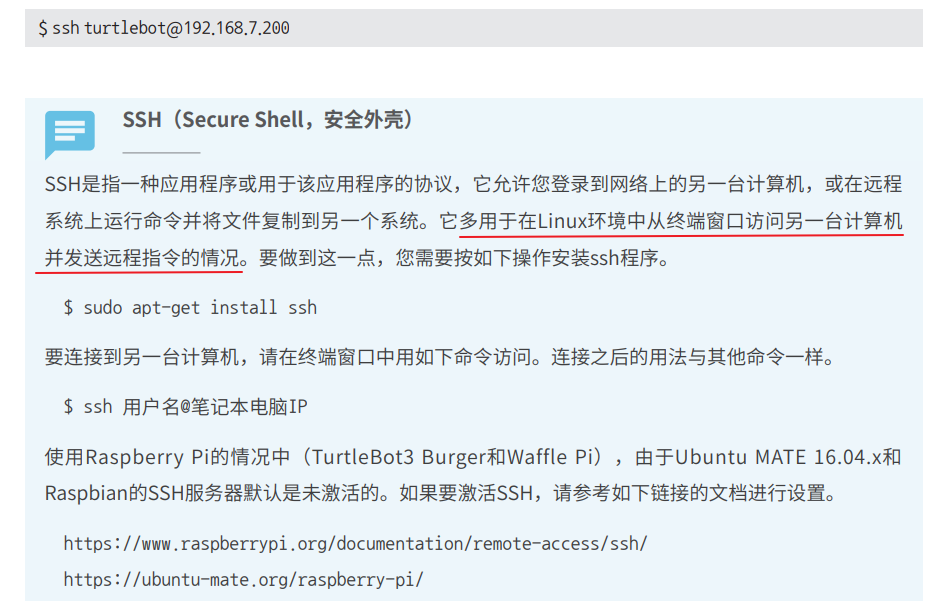 $ ssh turtlebot@192.168.7.200
SSH（Secure Shell，安全外壳）
SSH是指一种应用程序或用于该应用程序的协议，它允许您登录到网络上的另一台计算机，或在远程
系统上运行命令并将文件复制到另一个系统。它多用于在Linux环境中从终端窗口访问另一台计算机
并发送远程指令的情况。要做到这一点，您需要按如下操作安装ssh程序。
$ sudo apt-get install ssh
要连接到另一台计算机，请在终端窗口中用如下命令访问。连接之后的用法与其他命令一样。
$ ssh 用户名@笔记本电脑IP
使用Raspberry Pi的情况中（TurtleBot3 Burger和Waffle Pi），由于Ubuntu MATE 16.04.x和
Raspbian的SSH服务器默认是未激活的。如果要激活SSH，请参考如下链接的文档进行设置。
https://www.raspberrypi.org/documentation/remote-access/ssh/
https://ubuntu-mate.org/raspberry-pi/